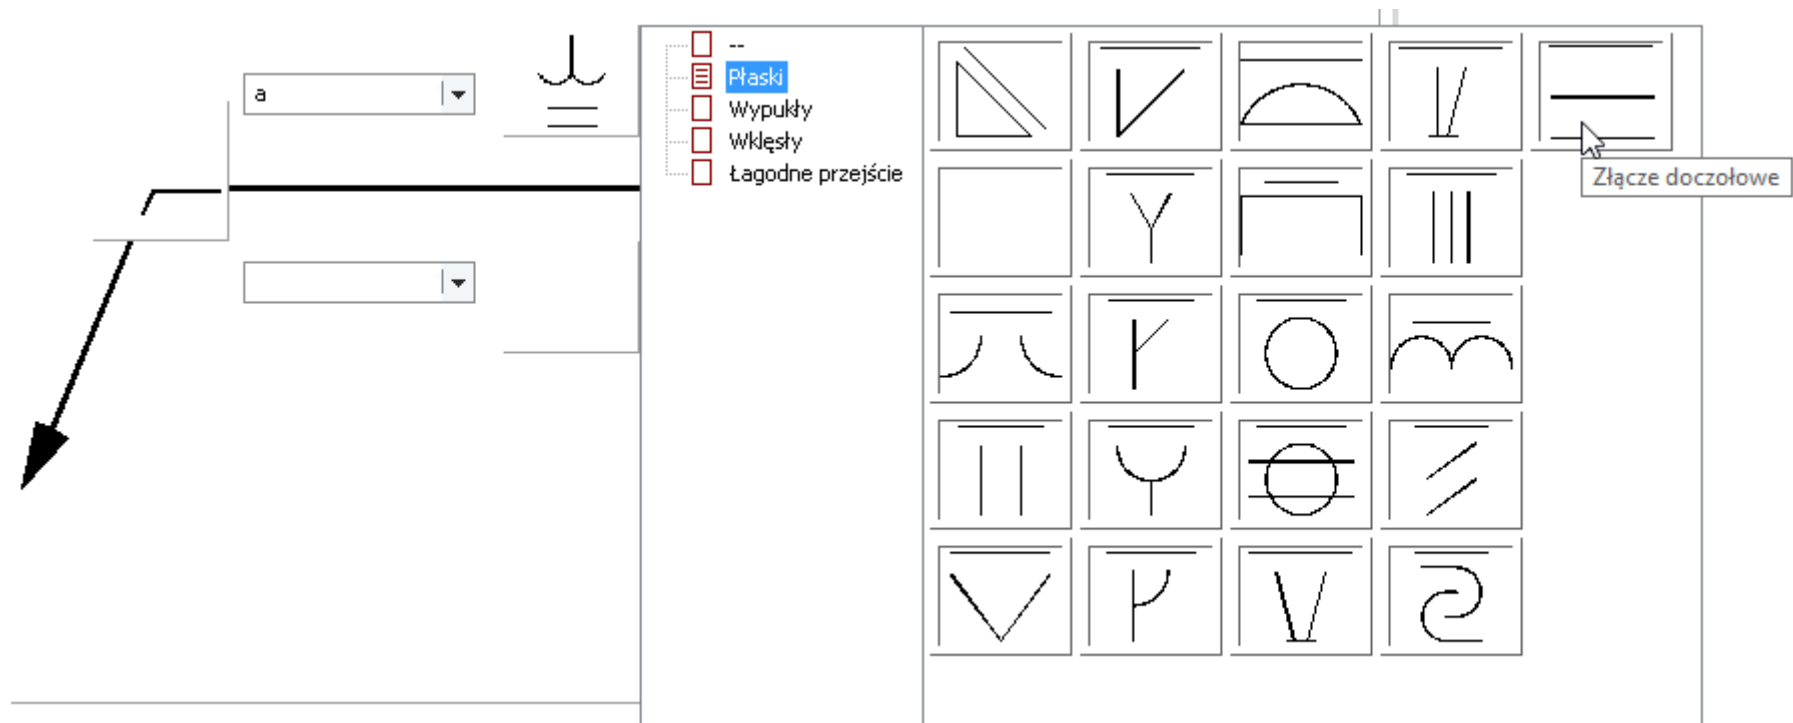 a
--
Płaski
Wypukły
Wklęsły
Łagodne przejście
Złącze doczołowe